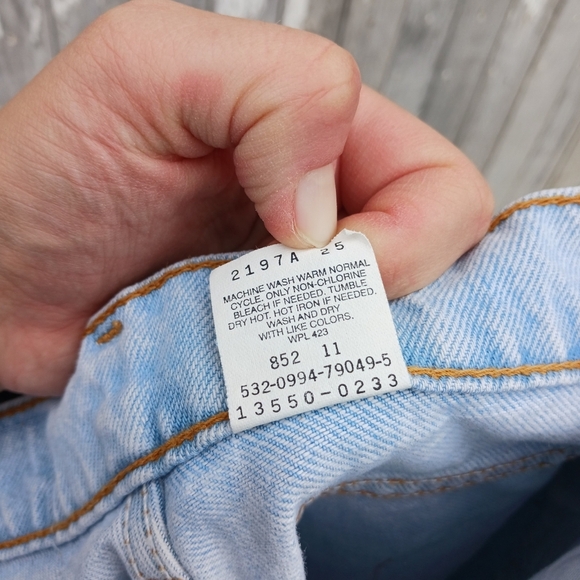 2197A 25
MACHINE WASH WARM NORMAL
CYCLE. ONLY NON-CHLORINE
BLEACH IF NEEDED. TUMBLE
DRY HOT. HOT IRON IF NEEDED.
WASH AND DRY
WITH LIKE COLORS.
WPL 423
852 11
532-0994-79049-5
13550-0233